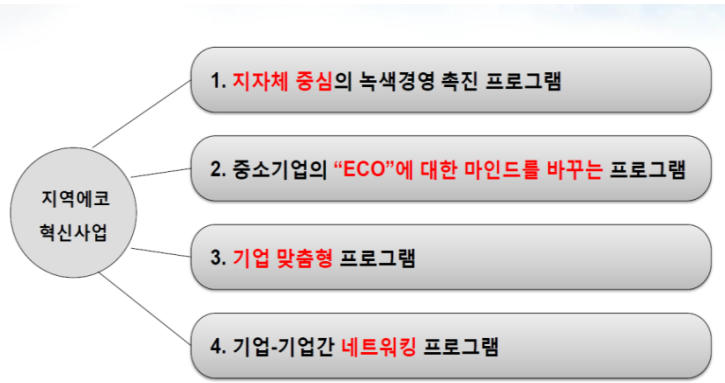 1. 지자체 중심의 녹색경영 촉진 프로그램
2. 중소기업의 “ECO”에 대한 마인드를 바꾸는 프로그램
지역에코
혁신사업
3. 기업 맞춤형 프로그램
4. 기업-기업간 네트워킹 프로그램